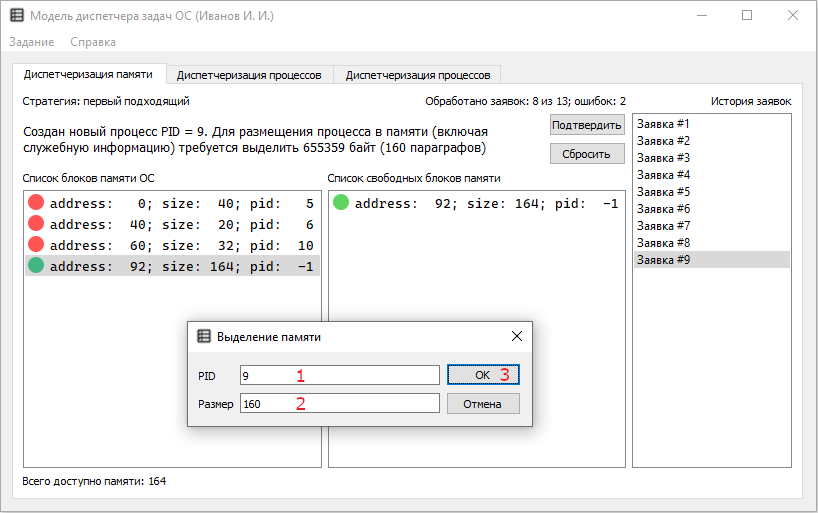 Модель диспетчера задач ОС (Иванов И. И.)
Задание Справка
Диспетчеризация памяти Диспетчеризация процессов Диспетчеризация процессов
Стратегия: первый подходящий Обработано заявок: 8 из 13; ошибок: 2 История заявок
Создан новый процесс PID = 9. Для размещения процесса в памяти (включая
служебную информацию) требуется выделить 655359 байт (160 параграфов)
Подтвердить
Сбросить
Список блоков памяти ОС
address: 0; size: 40; pid: 5
address: 40; size: 20; pid: 6
address: 60; size: 32; pid: 10
address: 92; size: 164; pid: -1
Список свободных блоков памяти
address: 92; size: 164; pid: -1
Заявка #1
Заявка #2
Заявка #3
Заявка #4
Заявка #5
Заявка #6
Заявка #7
Заявка #8
Заявка #9
Выделение памяти
PID 9 1 OK 3
Размер 160 2 Отмена
Всего доступно памяти: 164